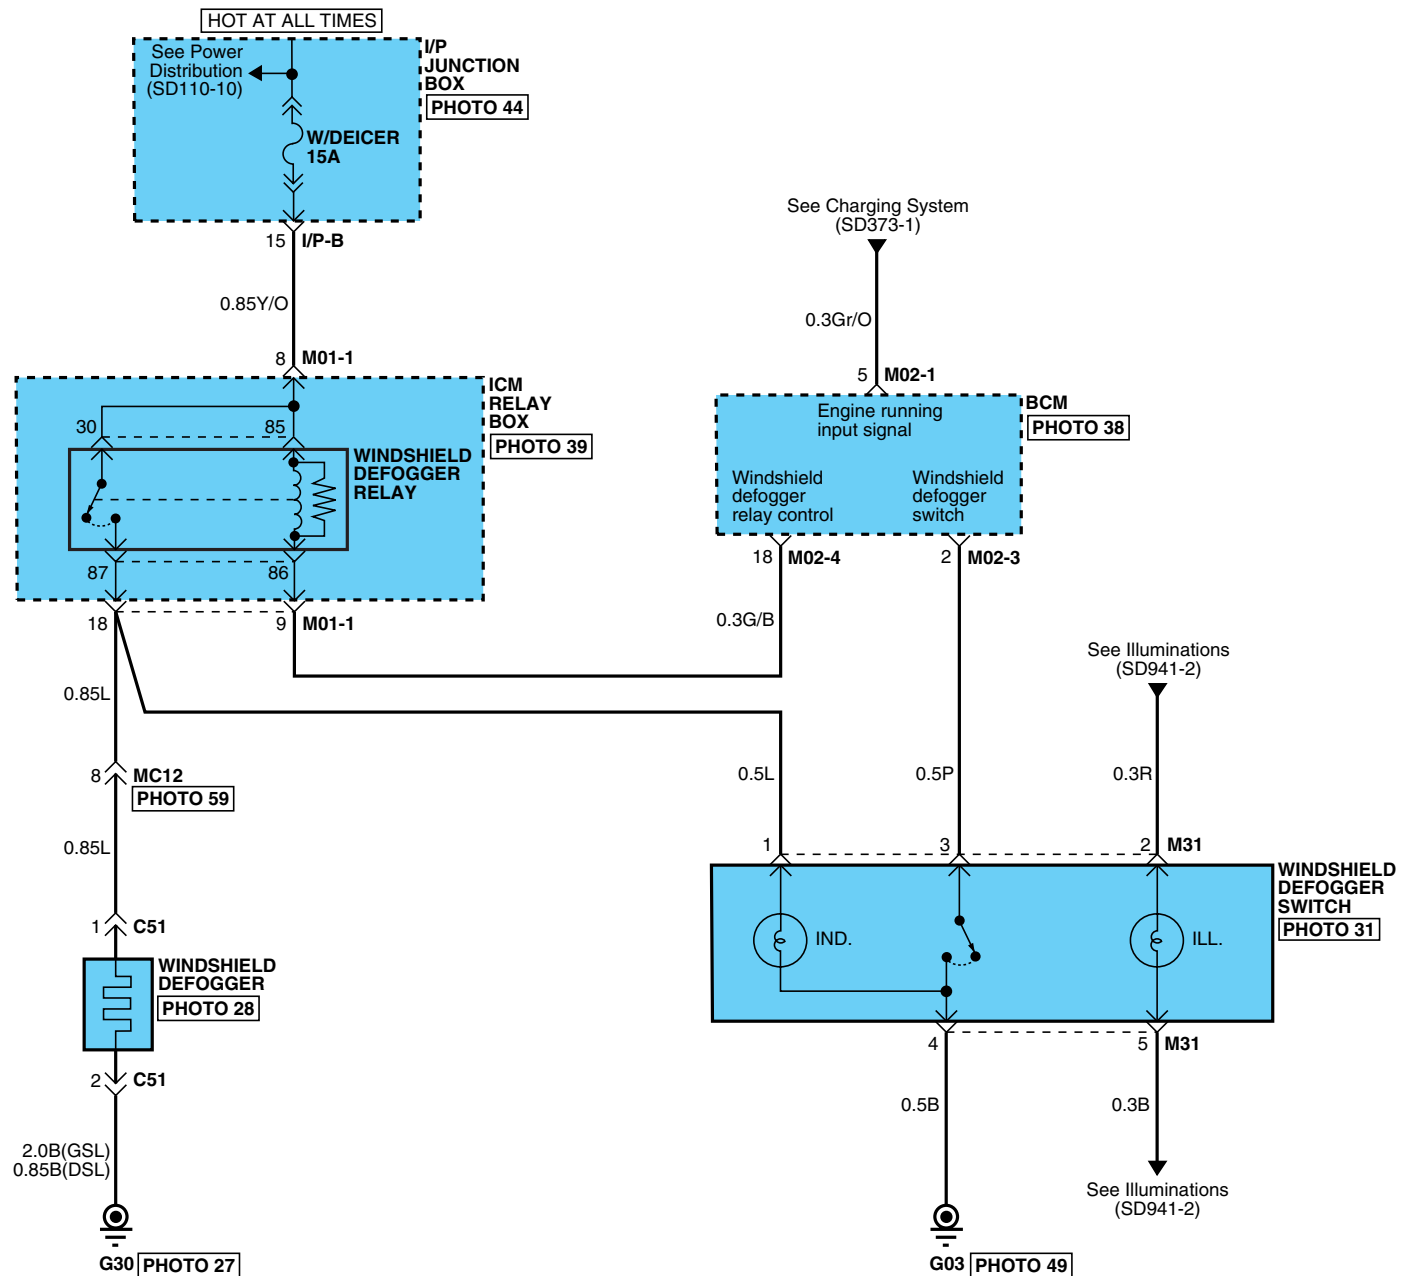 HOT AT ALL TIMES
See Power
Distribution
(SD110-10)
I/P
JUNCTION
BOX
PHOTO 44
W/DEICER
15A
15 I/P-B
0.85Y/O
8 M01-1
ICM
RELAY
BOX
PHOTO 39
30 85
WINDSHIELD
DEFOGGER
RELAY
87 86
18 9 M01-1
See Charging System
(SD373-1)
0.3Gr/O
5 M02-1
BCM
PHOTO 38
Engine running
input signal
Windshield
defogger
relay control
Windshield
defogger
switch
18 M02-4
2 M02-3
0.3G/B
See Illuminations
(SD941-2)
0.85L
8 MC12
PHOTO 59
0.5L
0.5P
0.3R
0.85L
1 3 2 M31
WINDSHIELD
DEFOGGER
SWITCH
PHOTO 31
IND.
ILL.
1 C51
WINDSHIELD
DEFOGGER
PHOTO 28
2 C51
4 5 M31
0.5B
0.3B
2.0B(GSL)
0.85B(DSL)
See Illuminations
(SD941-2)
G30 PHOTO 27
G03 PHOTO 49